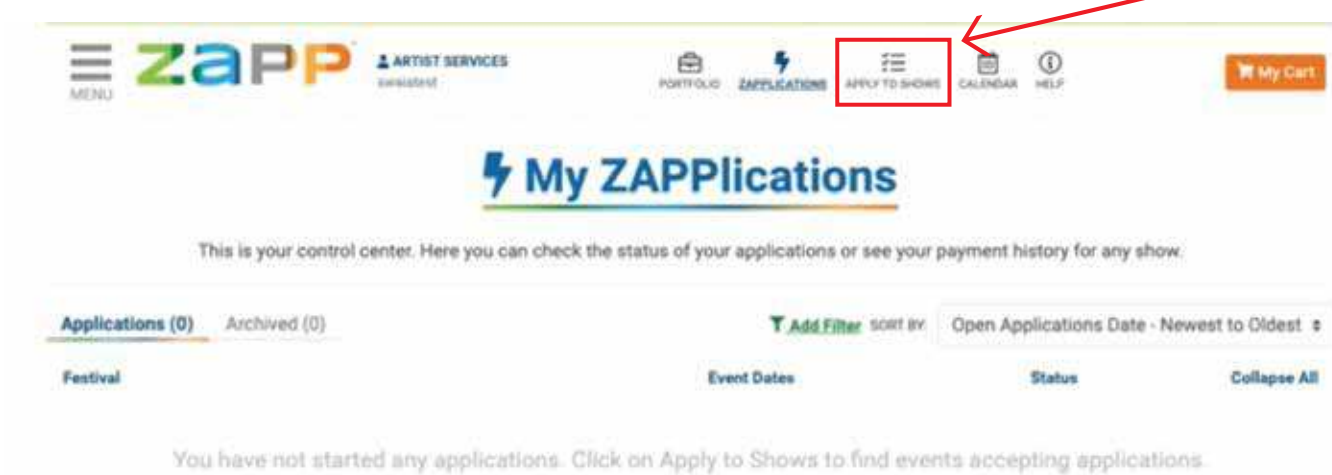 MENU
zapp
ARTIST SERVICES
PORTFOLIO
ZAPPLICATIONS
APPLY TO SHOWS
CALENDAR
HELP
My Cart
My ZAPPlications
This is your control center. Here you can check the status of your applications or see your payment history for any show.
Applications (0) Archived (0)
Add Filter SORT BY: Open Applications Date - Newest to Oldest
Festival Event Dates Status Collapse All
You have not started any applications. Click on Apply to Shows to find events accepting applications.